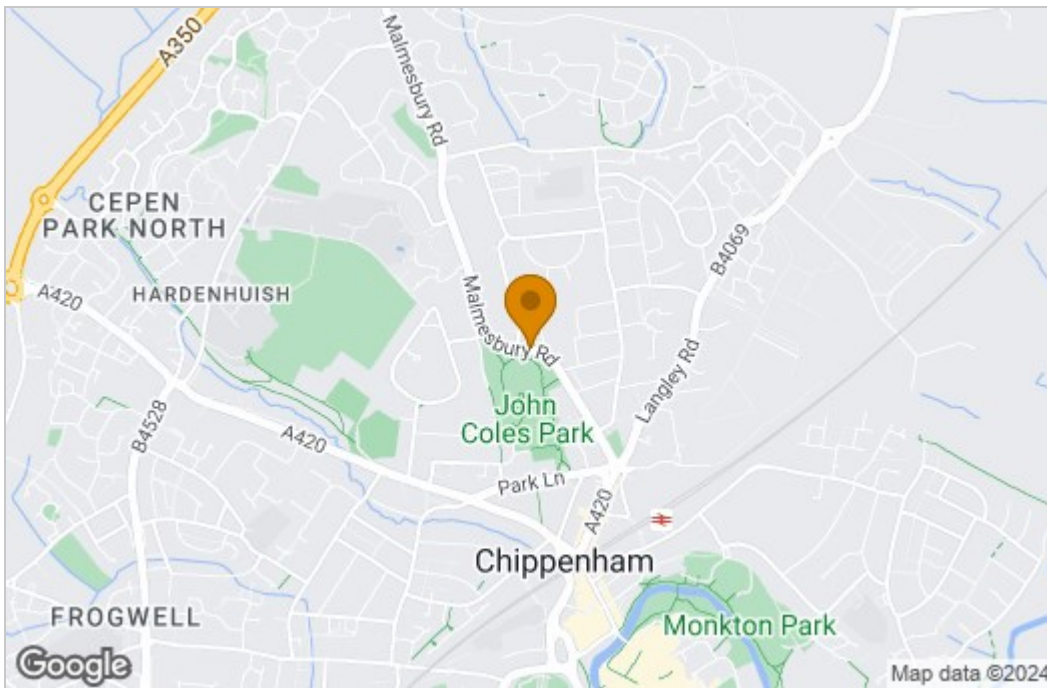 A350
Malmesbury Rd
CEPEN
PARK NORTH
B4069
A420
HARDENHUISH
Malmesbury Rd
Langley Rd
John
Coles Park
B4528
A420
Park Ln
A420
Chippenham
FROGWELL
Monkton Park
Google
Map data ©2024